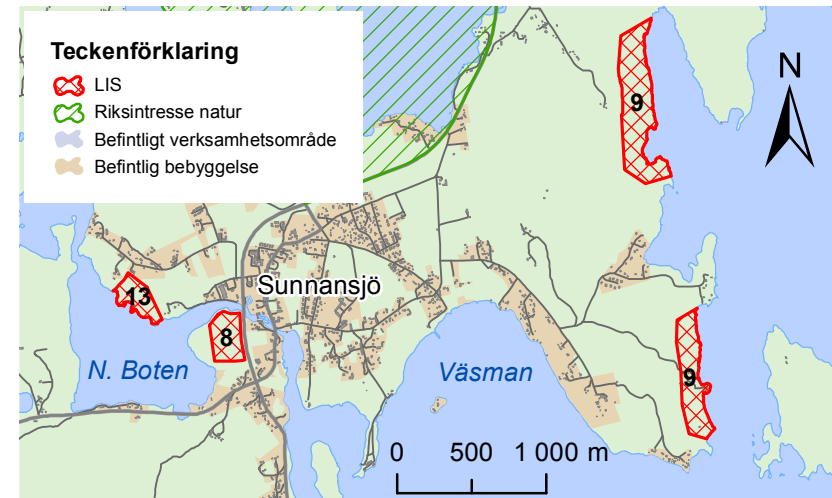 Teckenförklaring
LIS
Riksintresse natur
Befintligt verksamhetsområde
Befintlig bebyggelse
N
9
Sunnansjö
13
8
N. Boten
Väsman
9
0 500 1 000 m